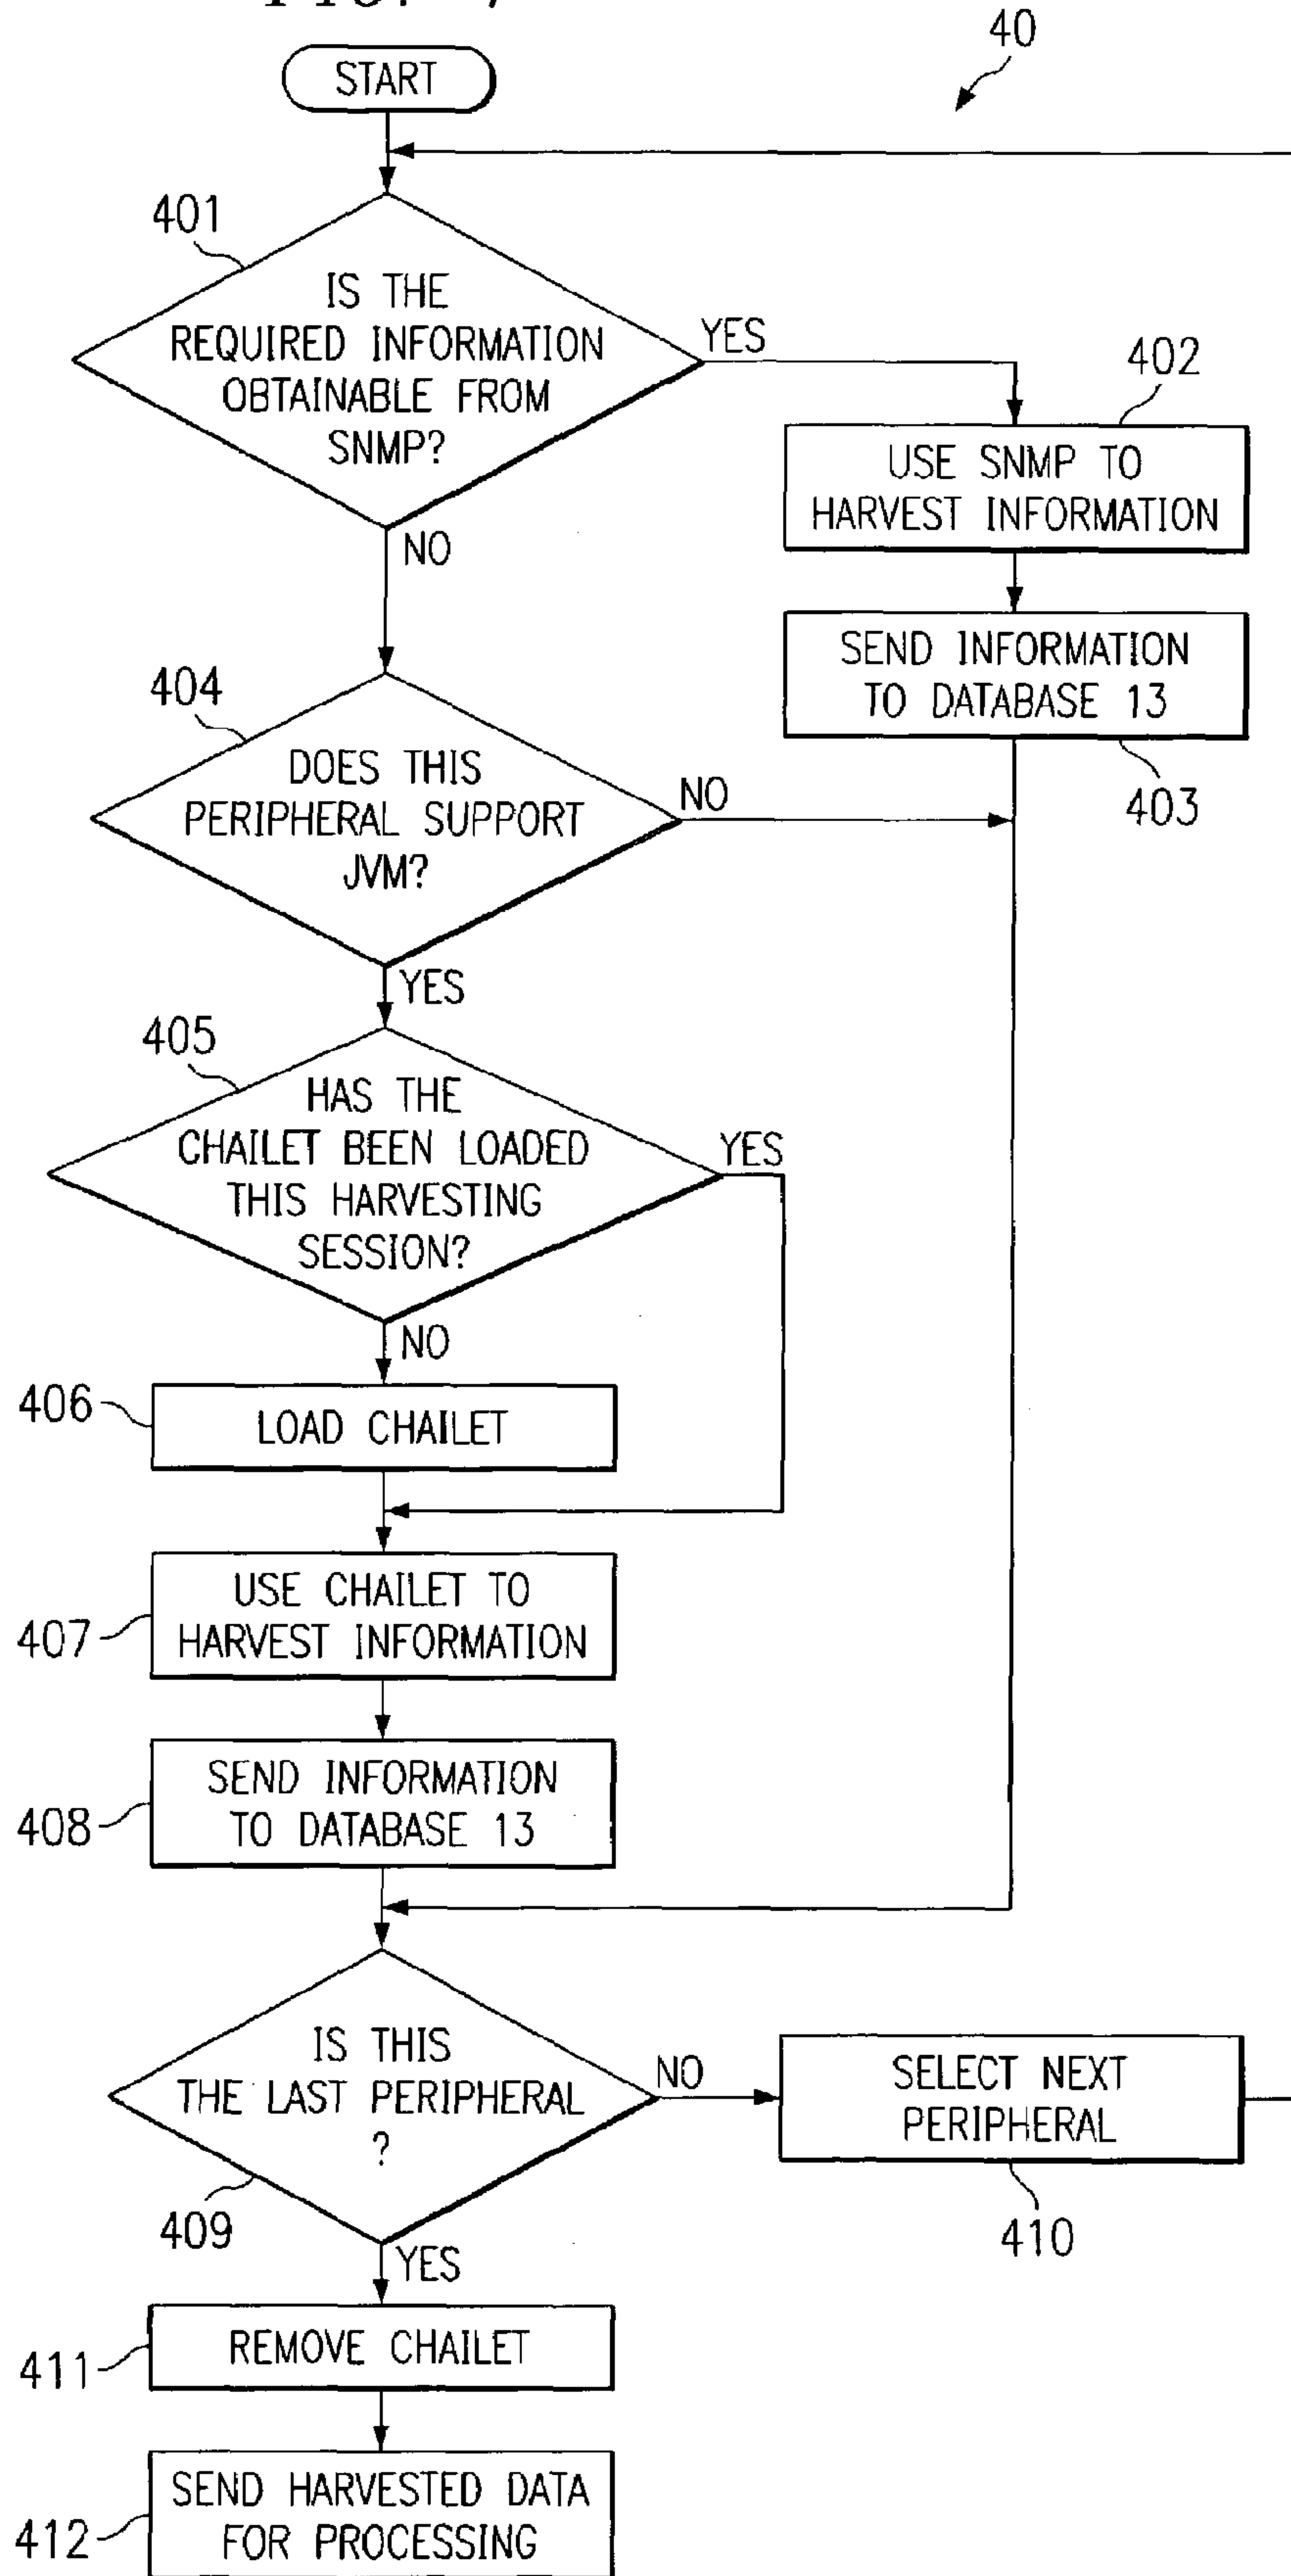 START
40
401
IS THE
REQUIRED INFORMATION
OBTAINABLE FROM
SNMP?
YES
NO
402
USE SNMP TO
HARVEST INFORMATION
SEND INFORMATION
TO DATABASE 13
403
404
DOES THIS
PERIPHERAL SUPPORT
JVM?
NO
YES
405
HAS THE
CHAILET BEEN LOADED
THIS HARVESTING
SESSION?
YES
NO
406
LOAD CHAILET
407
USE CHAILET TO
HARVEST INFORMATION
408
SEND INFORMATION
TO DATABASE 13
IS THIS
THE LAST PERIPHERAL
?
409
NO
SELECT NEXT
PERIPHERAL
410
YES
411
REMOVE CHAILET
412
SEND HARVESTED DATA
FOR PROCESSING